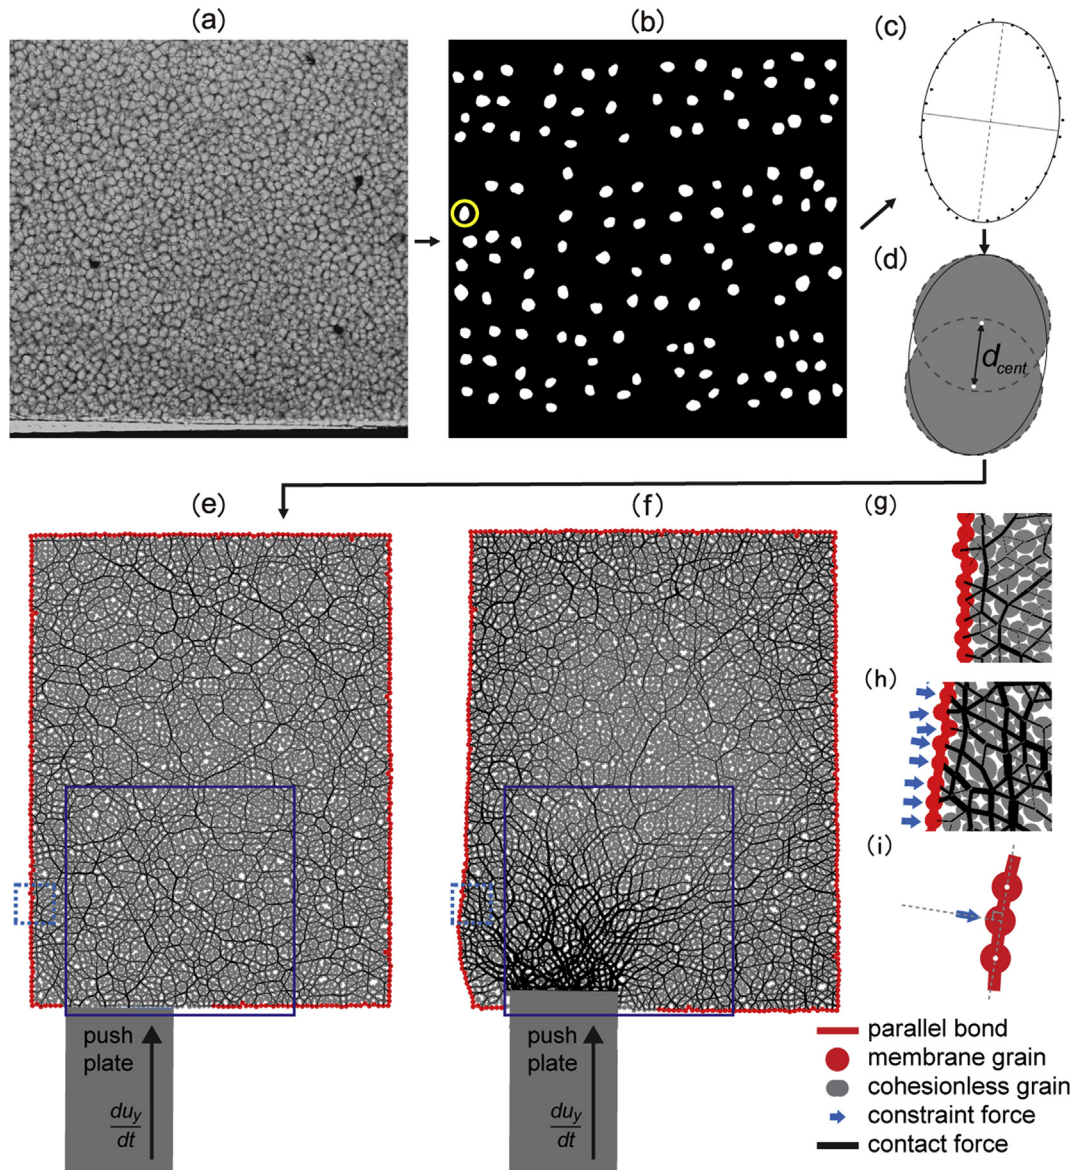 (a)
(b)
(c)
(d)
d_cent
(e)
(f)
(g)
(h)
(i)
push
plate
du_y
dt
push
plate
du_y
dt
parallel bond
membrane grain
cohesionless grain
constraint force
contact force